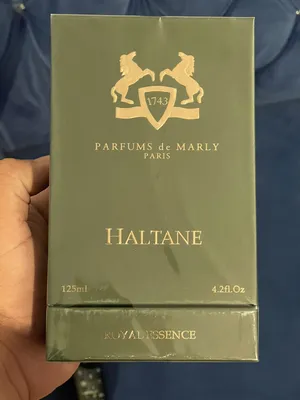 1743
PARFUMS de MARLY
PARIS
HALTANE
125ml 4.2fl.Oz
ROYAL ESSENCE